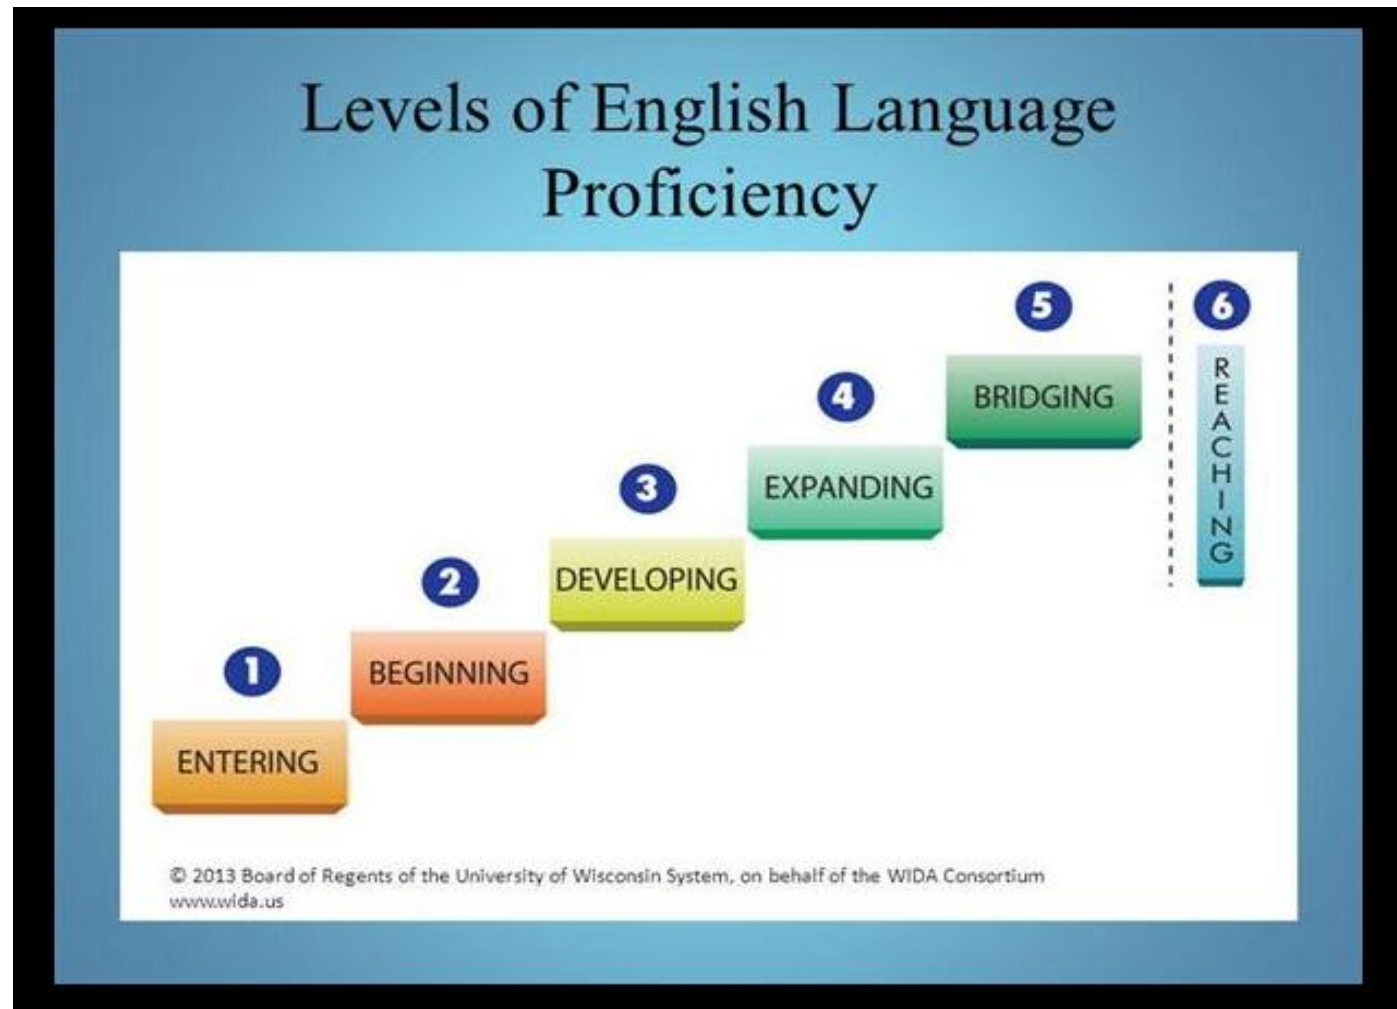 Levels of English Language
Proficiency
1
ENTERING
2
BEGINNING
3
DEVELOPING
4
EXPANDING
5
BRIDGING
6
REACHING
© 2013 Board of Regents of the University of Wisconsin System, on behalf of the WIDA Consortium
www.wida.us